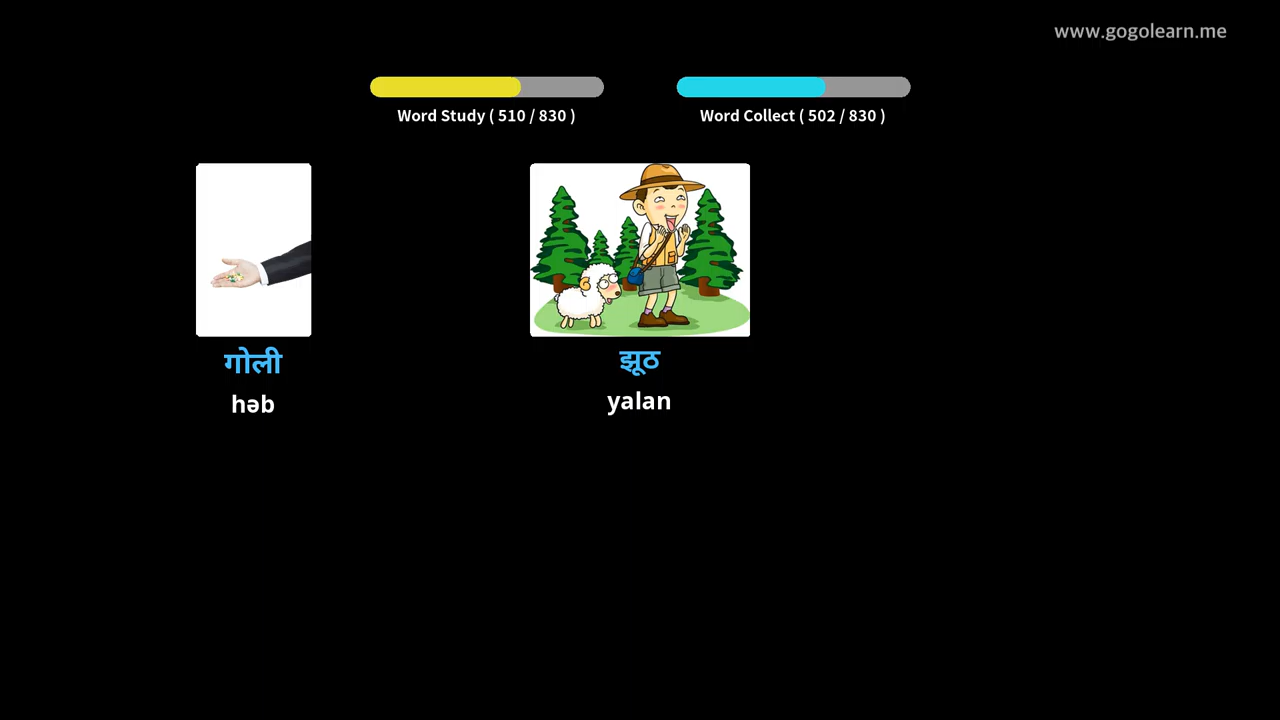 www.gogolearn.me
Word Study ( 510 / 830 )
Word Collect ( 502 / 830 )
गोली
həb
झूठ
yalan